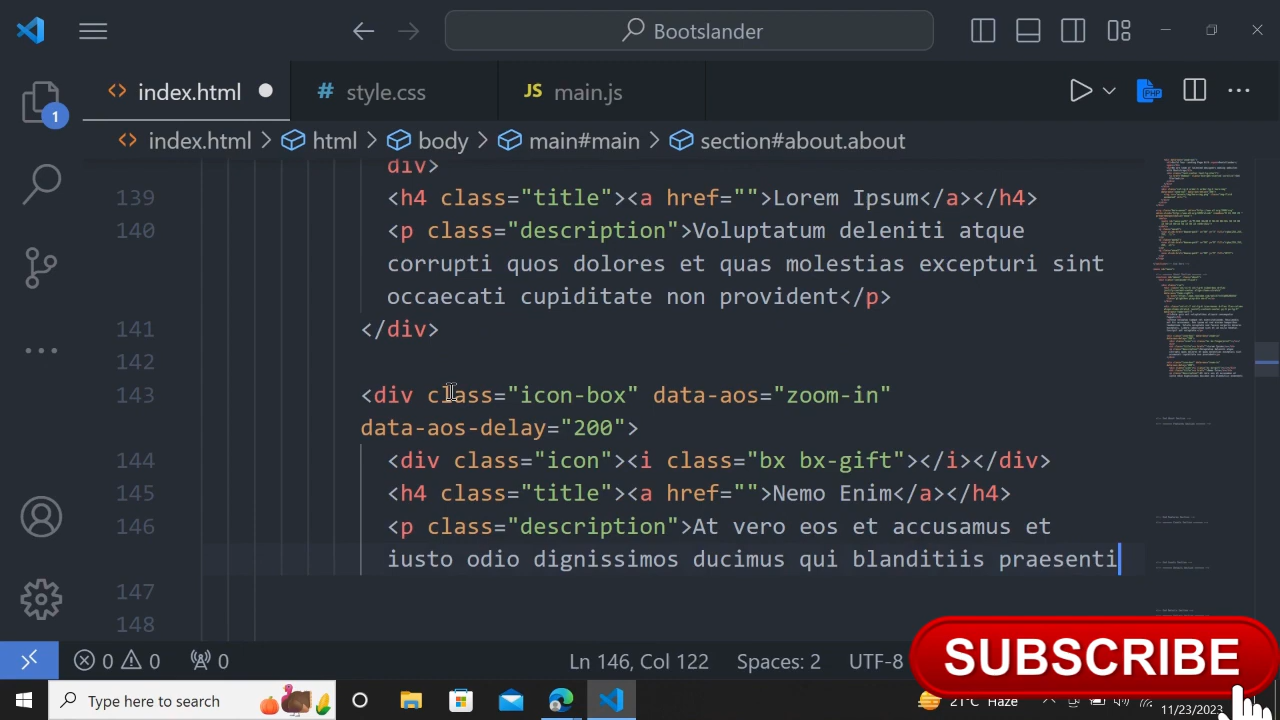 Bootslander
index.html
# style.css
JS main.js
PHP
1
index.html > html > body > main#main > section#about.about
div>
139 <h4 class="title"><a href="">Lorem Ipsum</a></h4>
140 <p class="description">Voluptatum deleniti atque
corrupti quos dolores et quas molestias excepturi sint
occaecati cupiditate non provident</p>
141 </div>
142
143 <div class="icon-box" data-aos="zoom-in"
data-aos-delay="200">
144 <div class="icon"><i class="bx bx-gift"></i></div>
145 <h4 class="title"><a href="">Nemo Enim</a></h4>
146 <p class="description">At vero eos et accusamus et
iusto odio dignissimos ducimus qui blanditiis praesenti
147
148
0 0 0 Ln 146, Col 122 Spaces: 2 UTF-8
SUBSCRIBE
Type here to search
21°C Haze
11/23/2023